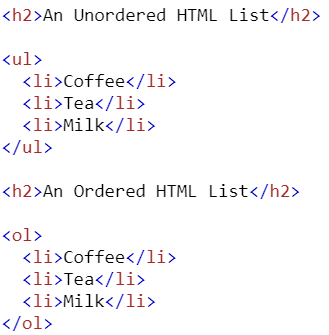 <h2>An Unordered HTML List</h2>
<ul>
  <li>Coffee</li>
  <li>Tea</li>
  <li>Milk</li>
</ul>
<h2>An Ordered HTML List</h2>
<ol>
  <li>Coffee</li>
  <li>Tea</li>
  <li>Milk</li>
</ol>